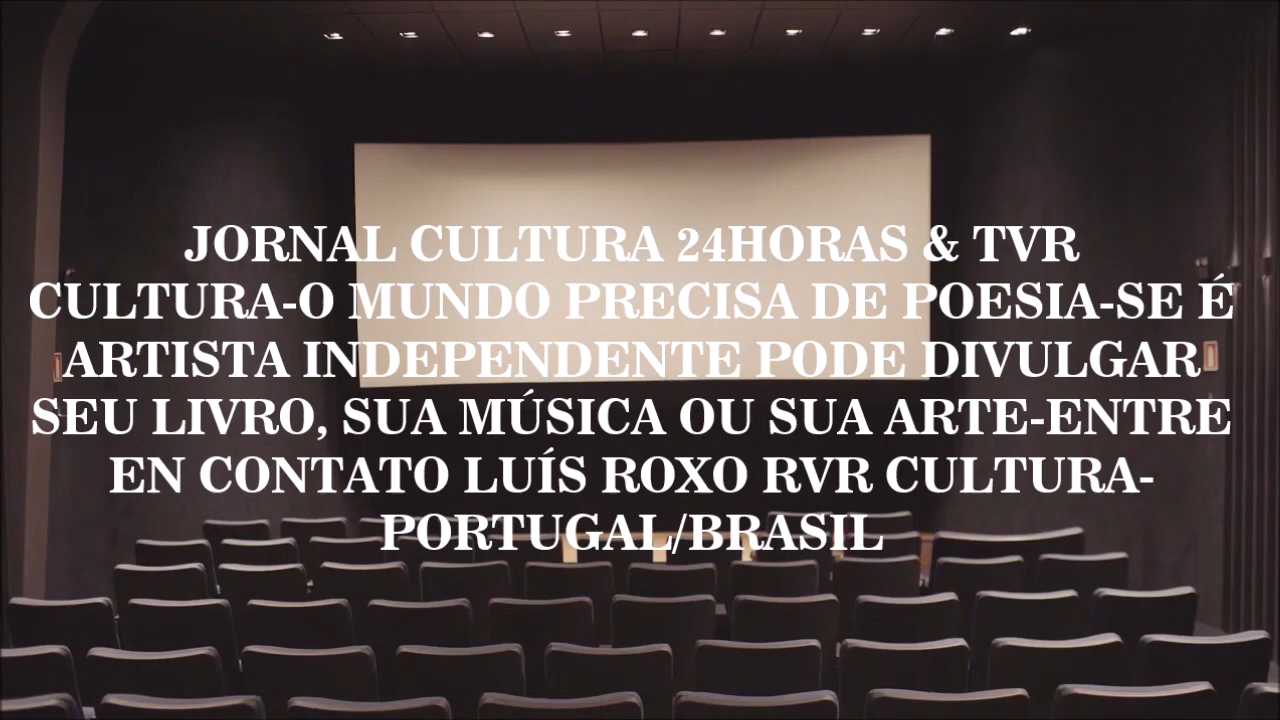 JORNAL CULTURA 24HORAS & TVR
CULTURA-O MUNDO PRECISA DE POESIA-SE É
ARTISTA INDEPENDENTE PODE DIVULGAR
SEU LIVRO, SUA MÚSICA OU SUA ARTE-ENTRE
EN CONTATO LUÍS ROXO RVR CULTURA-
PORTUGAL/BRASIL